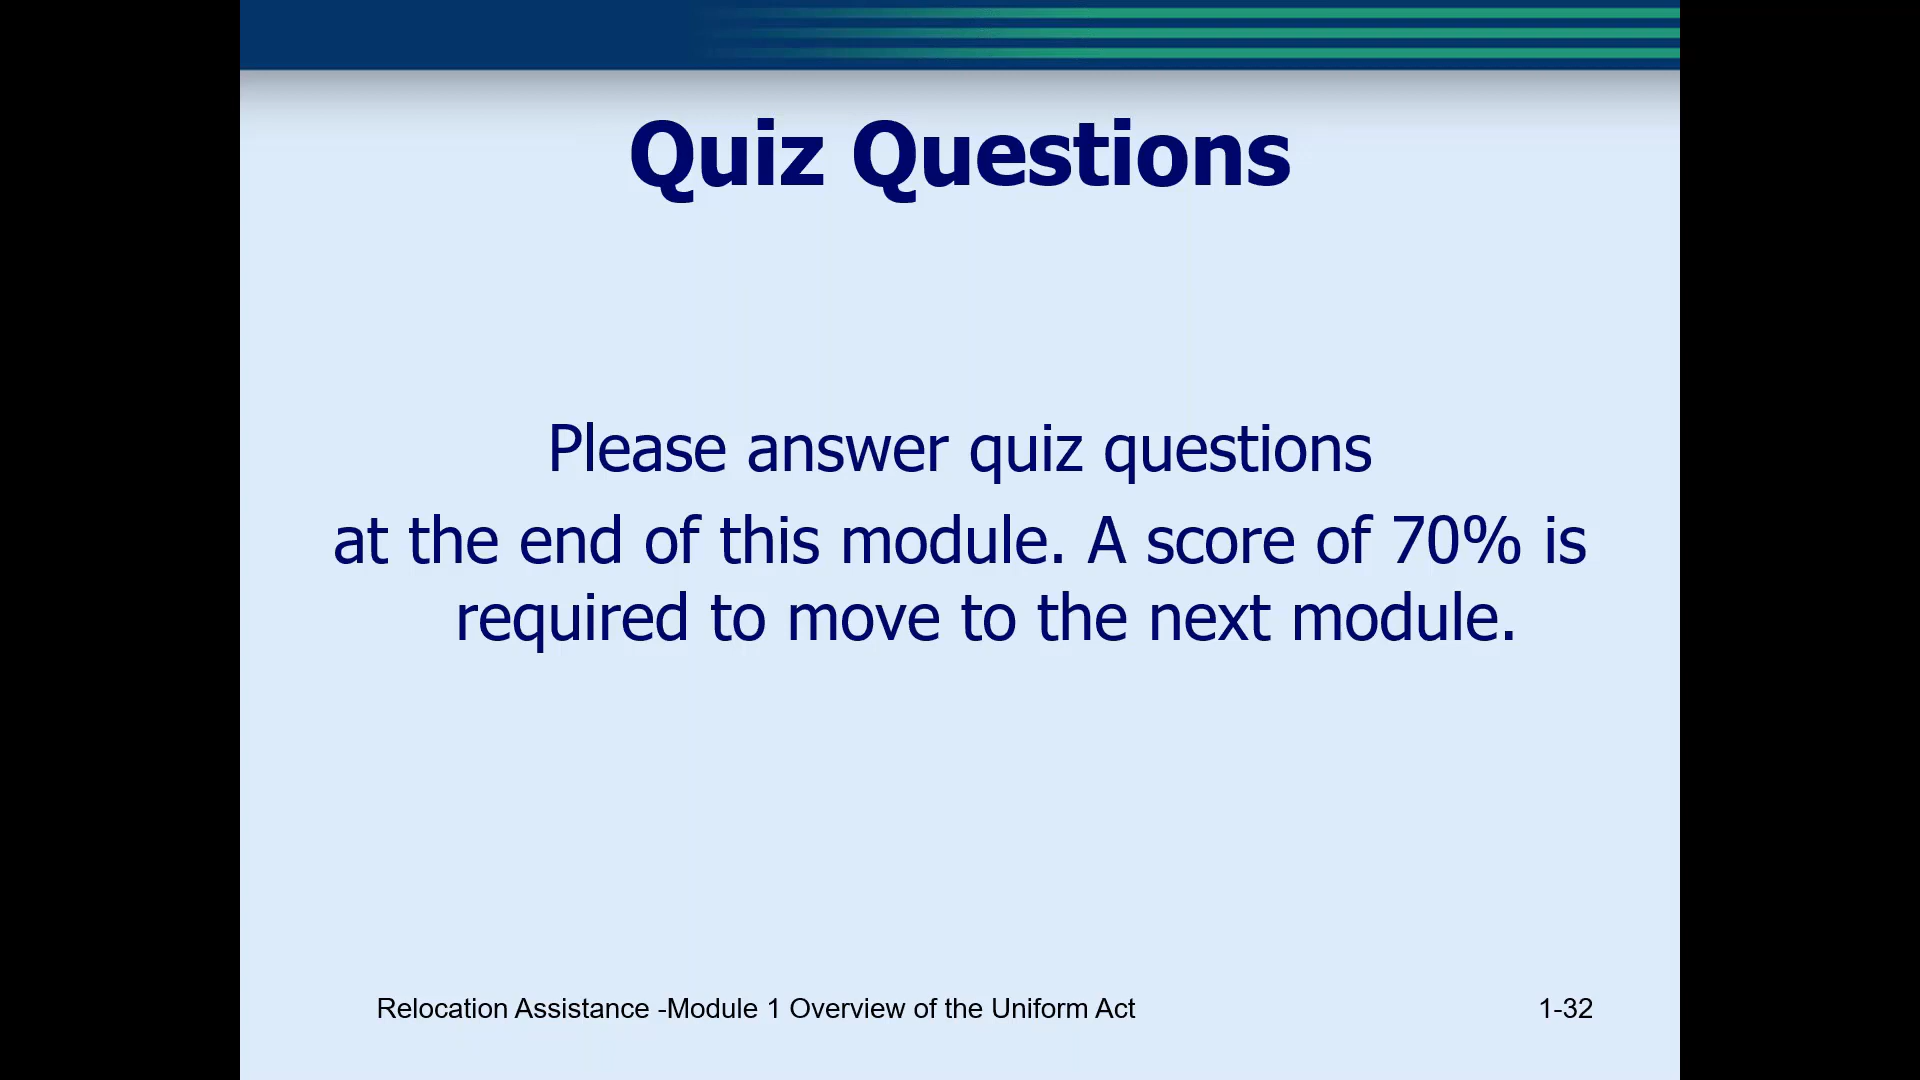 Quiz Questions
Please answer quiz questions
at the end of this module. A score of 70% is
required to move to the next module.
Relocation Assistance -Module 1 Overview of the Uniform Act
1-32